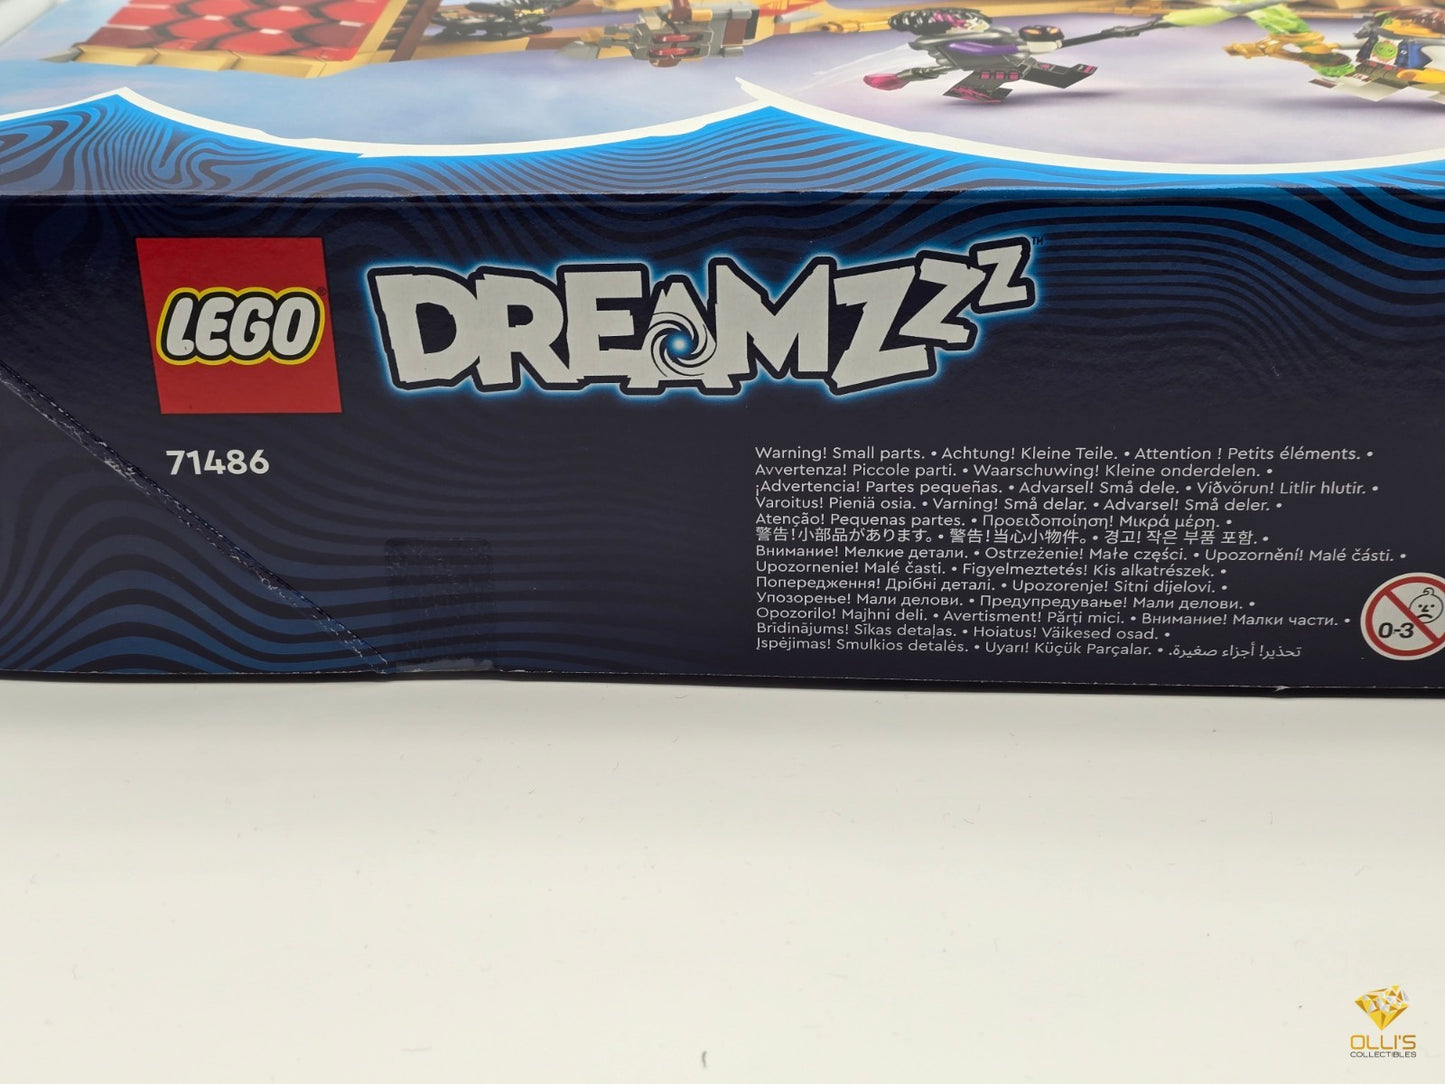 LEGO®
DREAMZzz™
71486
Warning! Small parts. • Achtung! Kleine Teile. • Attention ! Petits éléments. •
Avvertenza! Piccole parti. • Waarschuwing! Kleine onderdelen. •
¡Advertencia! Partes pequeñas. • Advarsel! Små dele. • Viðvörun! Litlir hlutir. •
Varoitus! Pieniä osia. • Varning! Små delar. • Advarsel! Små deler. •
Atenção! Pequenas partes. • Προειδοποίηση! Μικρά μέρη. •
警告!小部品があります。• 警告!当心小物件。• 경고! 작은 부품 포함. •
Внимание! Мелкие детали. • Ostrzeżenie! Małe części. • Upozornění! Malé části. •
Upozornenie! Malé časti. • Figyelmeztetés! Kis alkatrészek. •
Попередження! Дрібні деталі. • Upozorenje! Sitni dijelovi. •
Упозорење! Мали делови. • Предупредување! Мали делови. •
Opozorilo! Majhni deli. • Avertisment! Părți mici. • Внимание! Малки части. •
Brīdinājums! Sīkas detaļas. • Hoiatus! Väikesed osad. •
Įspėjimas! Smulkios detalės. • Uyarı! Küçük Parçalar. • تحذير! أجزاء صغيرة.
0-3
OLLI'S
COLLECTIBLES